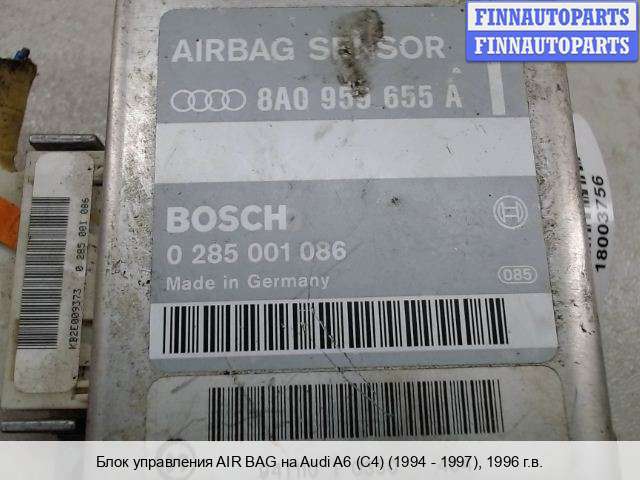 FINNAUTOPARTS
FINNAUTOPARTS
AIRBAG SENSOR
8A0 959 655 A
BOSCH
0 285 001 086
Made in Germany
085
0 285 001 086
KB2E009373
18003756
Блок управления AIR BAG на Audi A6 (C4) (1994 - 1997), 1996 г.в.